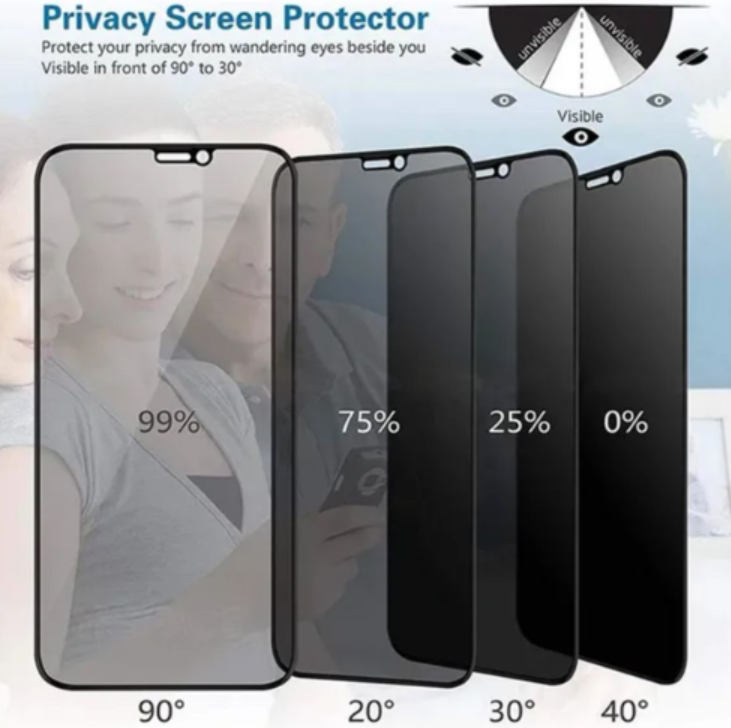 Privacy Screen Protector
Protect your privacy from wandering eyes beside you
Visible in front of 90° to 30°
unvisible
unvisible
Visible
99%
75%
25%
0%
90°
20°
30°
40°